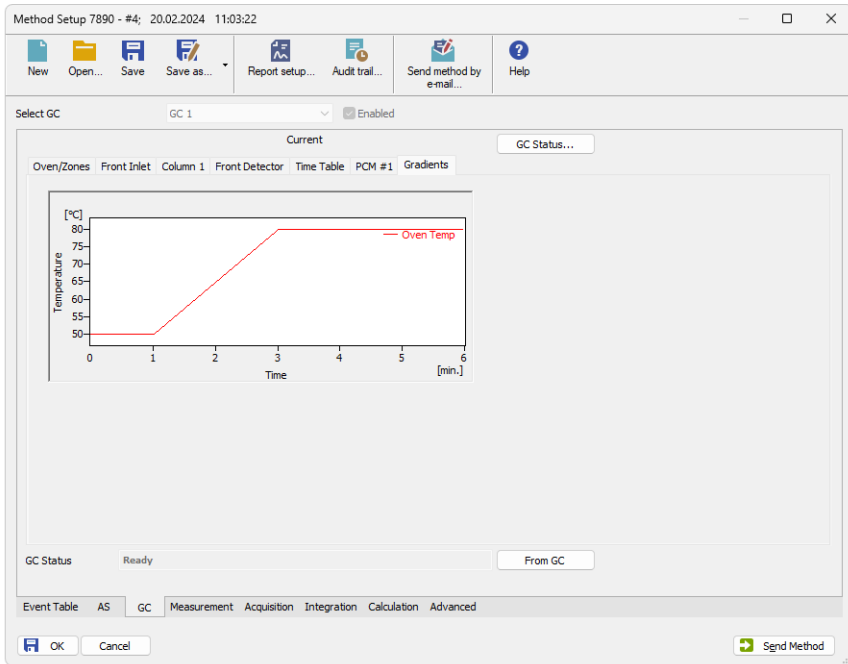 Method Setup 7890 - #4; 20.02.2024 11:03:22
New Open... Save Save as... Report setup... Audit trail... Send method by e-mail... Help
Select GC GC 1 Enabled
Current GC Status...
Oven/Zones Front Inlet Column 1 Front Detector Time Table PCM #1 Gradients
[°C]
80
Oven Temp
75
70
65
60
55
50
Temperature
0 1 2 3 4 5 6
Time [min.]
GC Status Ready From GC
Event Table AS GC Measurement Acquisition Integration Calculation Advanced
OK Cancel Send Method